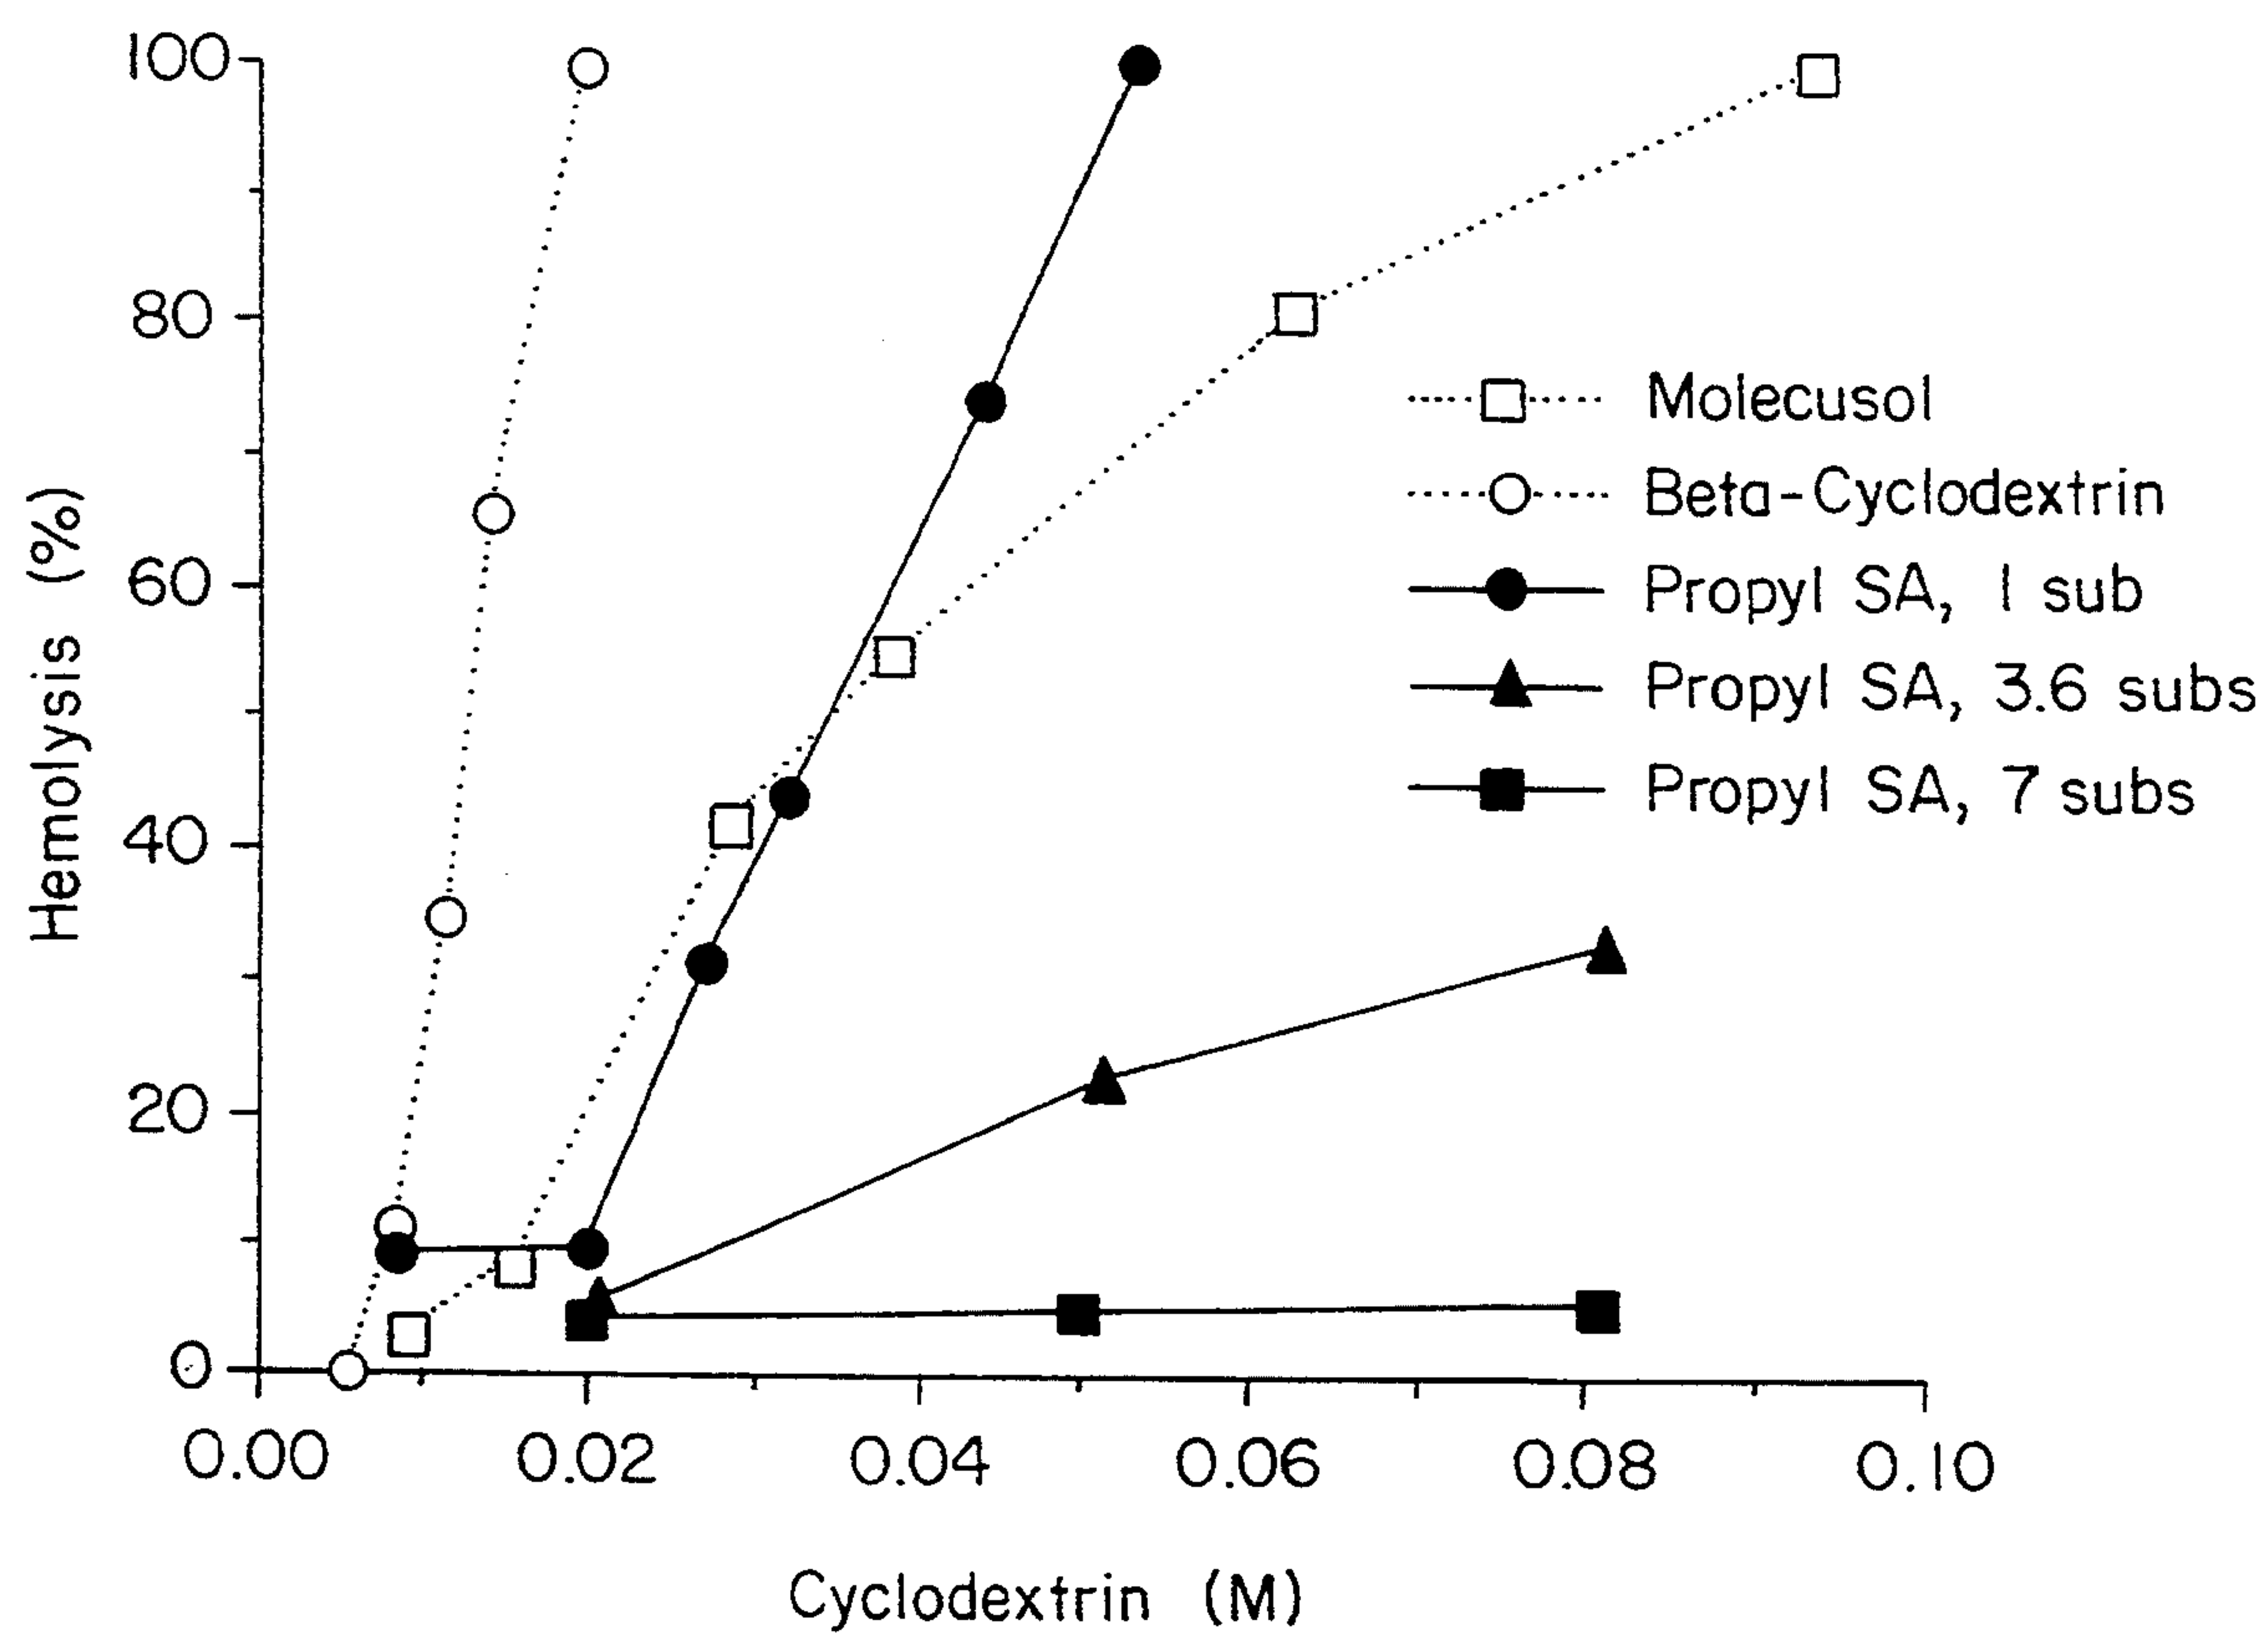 100
80
60
40
20
0
Hemolysis (%)
Molecusol
Beta-Cyclodextrin
Propyl SA, 1 sub
Propyl SA, 3.6 subs
Propyl SA, 7 subs
0.00 0.02 0.04 0.06 0.08 0.10
Cyclodextrin (M)